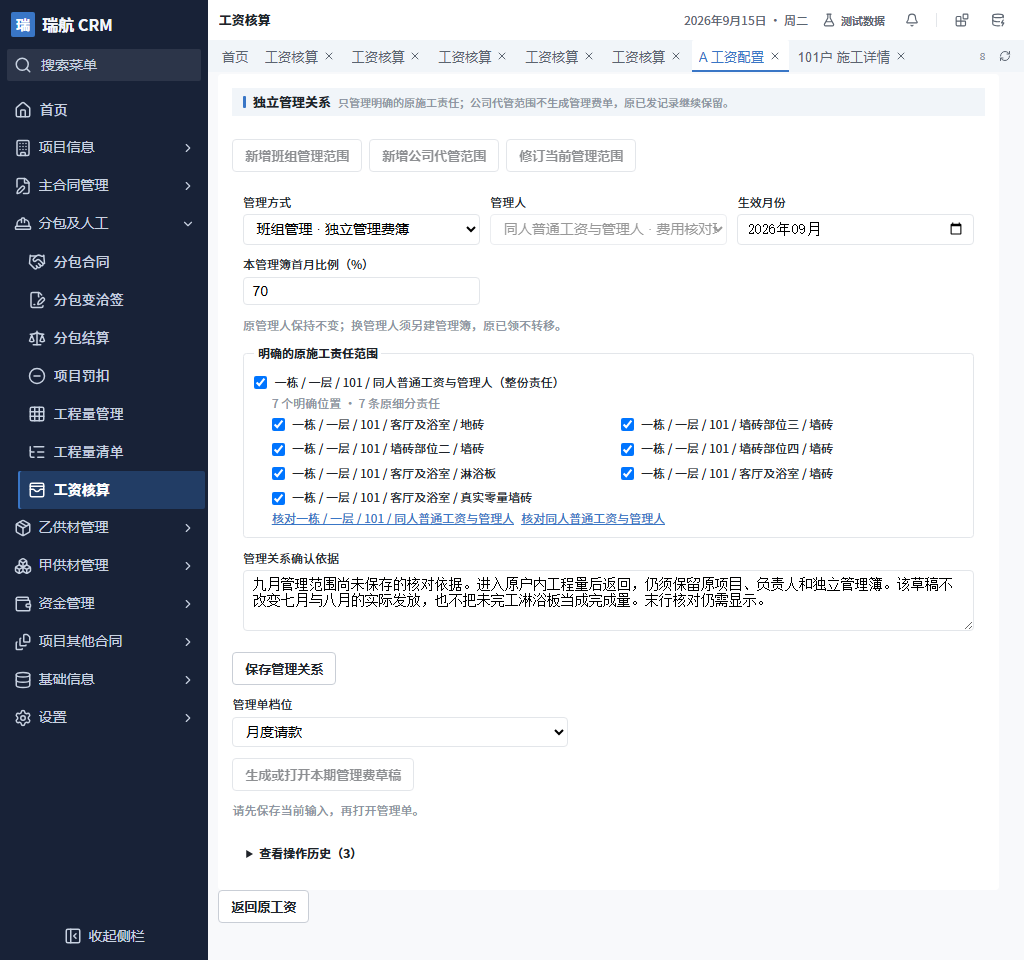 瑞 瑞航 CRM
搜索菜单
首页
项目信息
主合同管理
分包及人工
分包合同
分包变洽签
分包结算
项目罚扣
工程量管理
工程量清单
工资核算
乙供材管理
甲供材管理
资金管理
项目其他合同
基础信息
设置
收起侧栏
工资核算
2026年9月15日 · 周二 测试数据
首页 工资核算 × 工资核算 × 工资核算 × 工资核算 × 工资核算 × A 工资配置 × 101户 施工详情 × 8
独立管理关系 只管理明确的原施工责任；公司代管范围不生成管理费单，原已发记录继续保留。
新增班组管理范围 新增公司代管范围 修订当前管理范围
管理方式 管理人 生效月份
班组管理 · 独立管理费簿 同人普通工资与管理人 · 费用核对 2026年09月
本管理簿首月比例（%）
70
原管理人保持不变；换管理人须另建管理簿，原已领不转移。
明确的原施工责任范围
一栋 / 一层 / 101 / 同人普通工资与管理人（整份责任）
7 个明确位置 · 7 条原细分责任
一栋 / 一层 / 101 / 客厅及浴室 / 地砖 一栋 / 一层 / 101 / 墙砖部位三 / 墙砖
一栋 / 一层 / 101 / 墙砖部位二 / 墙砖 一栋 / 一层 / 101 / 墙砖部位四 / 墙砖
一栋 / 一层 / 101 / 客厅及浴室 / 淋浴板 一栋 / 一层 / 101 / 客厅及浴室 / 墙砖
一栋 / 一层 / 101 / 客厅及浴室 / 真实零量墙砖
核对一栋 / 一层 / 101 / 同人普通工资与管理人 核对同人普通工资与管理人
管理关系确认依据
九月管理范围尚未保存的核对依据。进入原户内工程量后返回，仍须保留原项目、负责人和独立管理簿。该草稿不
改变七月与八月的实际发放，也不把未完工淋浴板当成完成量。末行核对仍需显示。
保存管理关系
管理单档位
月度请款
生成或打开本期管理费草稿
请先保存当前输入，再打开管理单。
查看操作历史（3）
返回原工资